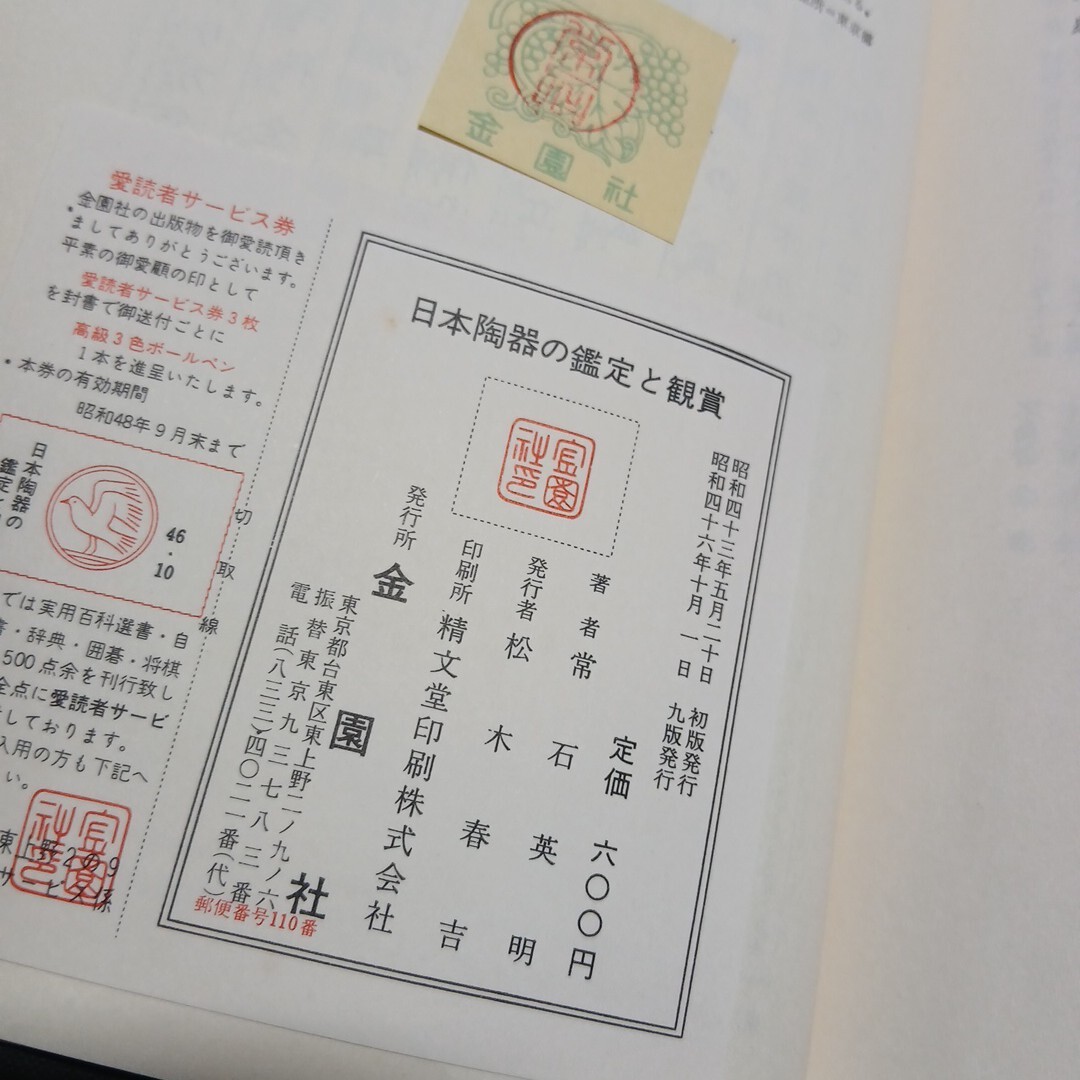 金園社
愛読者サービス券
・金園社の出版物を御愛読頂き
ましてありがとうございます。
平素の御愛顧の印として
愛読者サービス券3枚
を封書で御送付ごとに
高級3色ボールペン
1本を進呈いたします。
・本券の有効期間
昭和48年9月末まで
日本陶器の
46・10
切取線
では実用百科選書・自
書・辞典・囲碁・将棋
500点余を刊行致し
全点に愛読者サービ
しております。
入用の方も下記へ
い。
東上野2の9
日本陶器の鑑定と観賞
昭和四十三年五月二十日 初版発行
昭和四十六年十月一日 九版発行
定価 六〇〇円
著者 常石英明
発行者 松木春吉
印刷所 精文堂印刷株式会社
発行所 金園社
東京都台東区東上野二ノ九ノ六
振替東京九三七八三番
電話(八三三)四〇二一番(代)
郵便番号110番